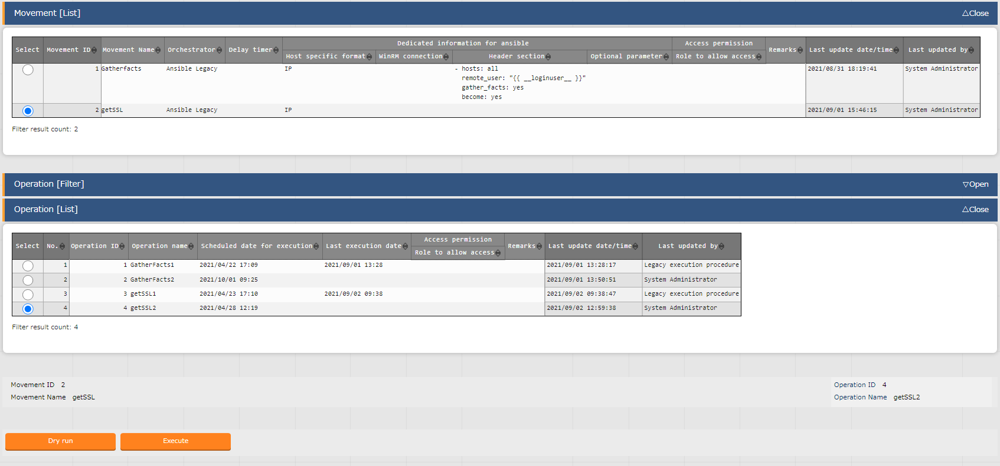 Movement [List] △Close
Select Movement ID Movement Name Orchestrator Delay timer Dedicated information for ansible Access permission Remarks Last update date/time Last updated by
Host specific format WinRM connection Header section Optional parameter Role to allow access
1 Gatherfacts Ansible Legacy IP - hosts: all 2021/08/31 18:19:41 System Administrator
remote_user: "{{ __loginuser__ }}"
gather_facts: yes
become: yes
2 getSSL Ansible Legacy IP 2021/09/01 15:46:15 System Administrator
Filter result count: 2
Operation [Filter] ▽Open
Operation [List] △Close
Select No. Operation ID Operation name Scheduled date for execution Last execution date Access permission Remarks Last update date/time Last updated by
Role to allow access
1 1 GatherFacts1 2021/04/22 17:09 2021/09/01 13:28 2021/09/01 13:28:17 Legacy execution procedure
2 2 GatherFacts2 2021/10/01 09:25 2021/09/01 13:50:51 System Administrator
3 3 getSSL1 2021/04/23 17:10 2021/09/02 09:38 2021/09/02 09:38:47 Legacy execution procedure
4 4 getSSL2 2021/04/28 12:19 2021/09/02 12:59:38 System Administrator
Filter result count: 4
Movement ID 2 Operation ID 4
Movement Name getSSL Operation Name getSSL2
Dry run Execute